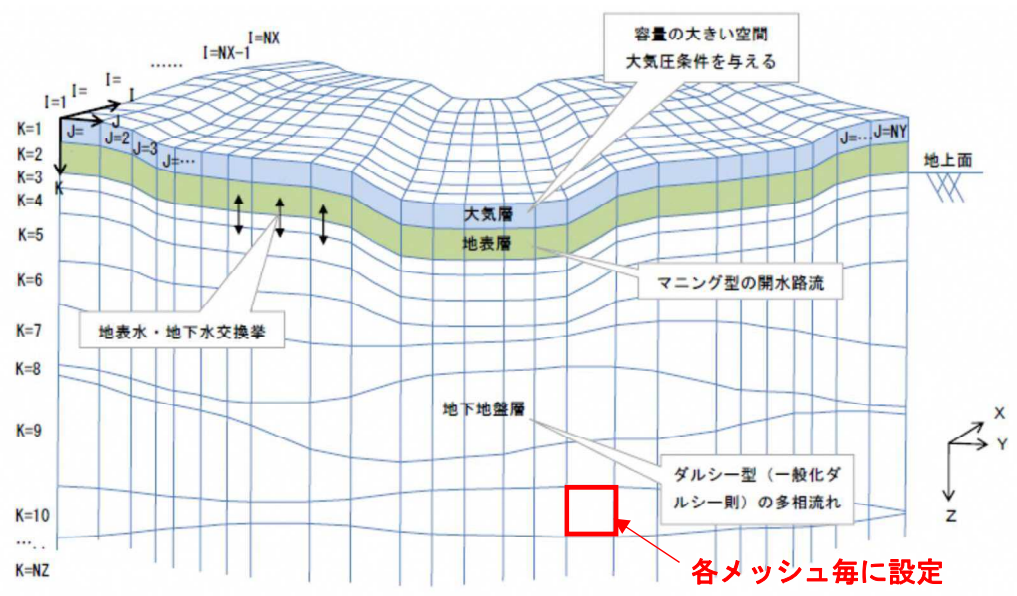 I=NX
I=NX-1
……
I=
I=
I=1
I
J
K
K=1
K=2
K=3
K=4
K=5
K=6
K=7
K=8
K=9
K=10
…..
K=NZ
J=
J=2
J=3
J=…
J=…
J=NY
容量の大きい空間
大気圧条件を与える
地上面
大気層
地表層
マニング型の開水路流
地表水・地下水交換挙
地下地盤層
ダルシー型（一般化ダ
ルシー則）の多相流れ
X
Y
Z
各メッシュ毎に設定